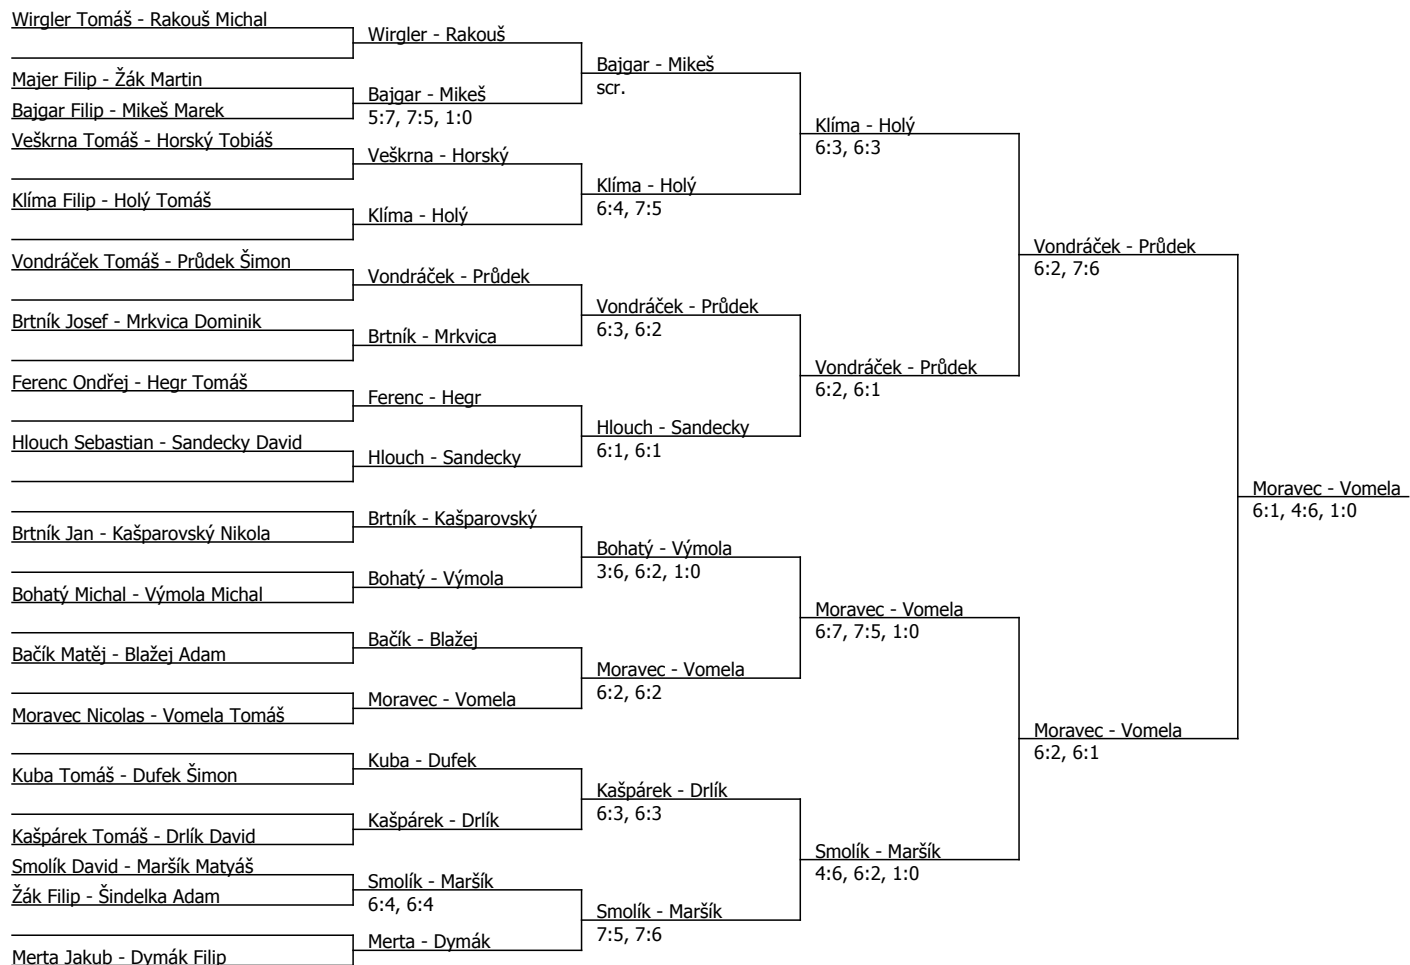 Wirgler Tomáš - Rakouš Michal
Majer Filip - Žák Martin
Bajgar Filip - Mikeš Marek
Veškrna Tomáš - Horský Tobiáš
Klíma Filip - Holý Tomáš
Vondráček Tomáš - Průdek Šimon
Brtník Josef - Mrkvica Dominik
Ferenc Ondřej - Hegr Tomáš
Hlouch Sebastian - Sandecky David
Brtník Jan - Kašparovský Nikola
Bohatý Michal - Výmola Michal
Bačík Matěj - Blažej Adam
Moravec Nicolas - Vomela Tomáš
Kuba Tomáš - Dufek Šimon
Kašpárek Tomáš - Drlík David
Smolík David - Maršík Matyáš
Žák Filip - Šindelka Adam
Merta Jakub - Dymák Filip
Wirgler - Rakouš
Bajgar - Mikeš
5:7, 7:5, 1:0
Veškrna - Horský
Klíma - Holý
Vondráček - Průdek
Brtník - Mrkvica
Ferenc - Hegr
Hlouch - Sandecky
Brtník - Kašparovský
Bohatý - Výmola
Bačík - Blažej
Moravec - Vomela
Kuba - Dufek
Kašpárek - Drlík
Smolík - Maršík
6:4, 6:4
Merta - Dymák
Bajgar - Mikeš
scr.
Klíma - Holý
6:4, 7:5
Vondráček - Průdek
6:3, 6:2
Hlouch - Sandecky
6:1, 6:1
Bohatý - Výmola
3:6, 6:2, 1:0
Moravec - Vomela
6:2, 6:2
Kašpárek - Drlík
6:3, 6:3
Smolík - Maršík
7:5, 7:6
Klíma - Holý
6:3, 6:3
Vondráček - Průdek
6:2, 6:1
Moravec - Vomela
6:7, 7:5, 1:0
Smolík - Maršík
4:6, 6:2, 1:0
Vondráček - Průdek
6:2, 7:6
Moravec - Vomela
6:2, 6:1
Moravec - Vomela
6:1, 4:6, 1:0